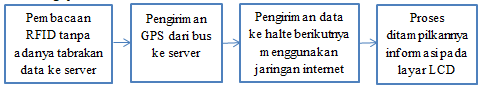 Pembacaan
RFID tanpa
adanya tabrakan
data ke server
Pengiriman
GPS dari bus
ke server
Pengiriman data
ke halte berikutnya
menggunakan
jaringan internet
Proses
ditampilkannya
informasi pada
layar LCD